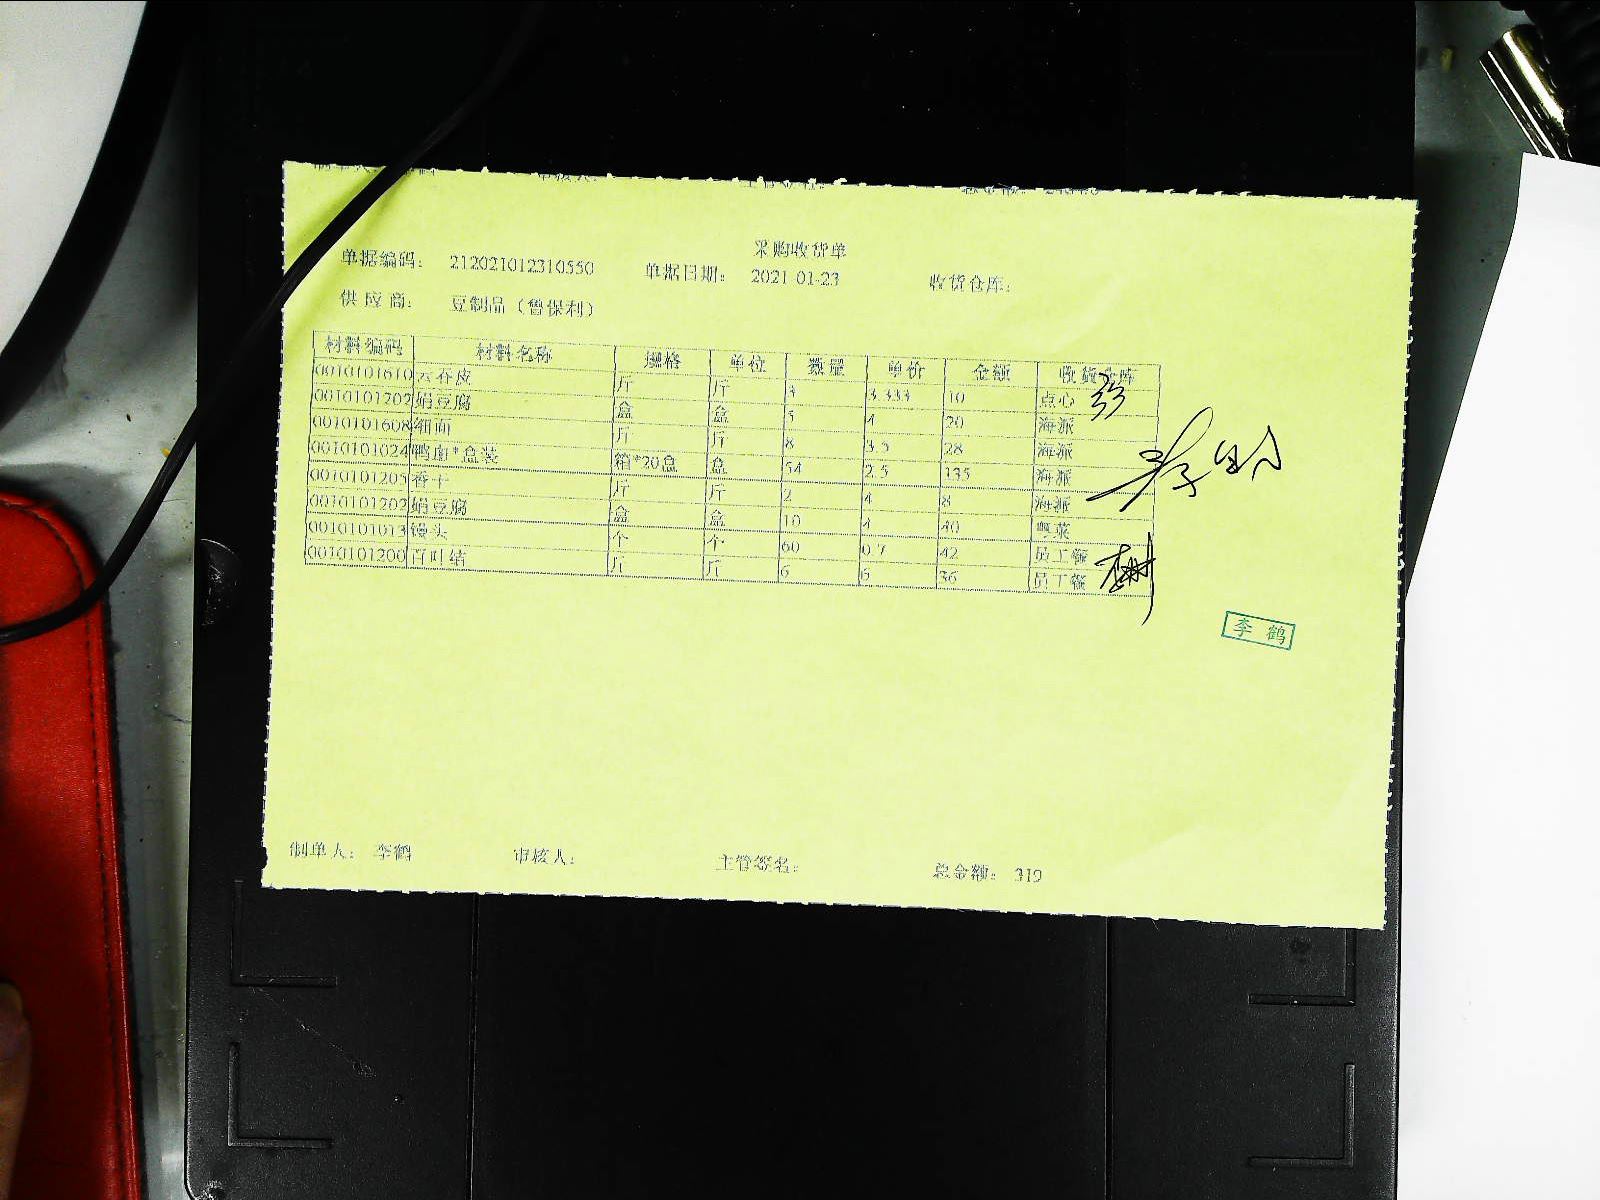 采购收货单
单据编码： 212021012310550 单据日期： 2021-01-23 收货仓库：
供 应 商： 豆制品（鲁保利）
材料编码 材料名称 规格 单位 数量 单价 金额 收货仓库
0010101610 云吞皮 斤 斤 3 3.333 10 点心
0010101202 绢豆腐 盒 盒 5 4 20 海派
0010101608 细面 斤 斤 8 3.5 28 海派
0010101024 鸭血*盒装 箱*20盒 盒 54 2.5 135 海派
0010101205 香干 斤 斤 2 4 8 海派
0010101202 绢豆腐 盒 盒 10 4 40 粤菜
0010101013 馒头 个 个 60 0.7 42 员工餐
0010101200 百叶结 斤 斤 6 6 36 员工餐
李 鹤
制单人： 李鹤 审核人： 主管签名： 总金额： 319